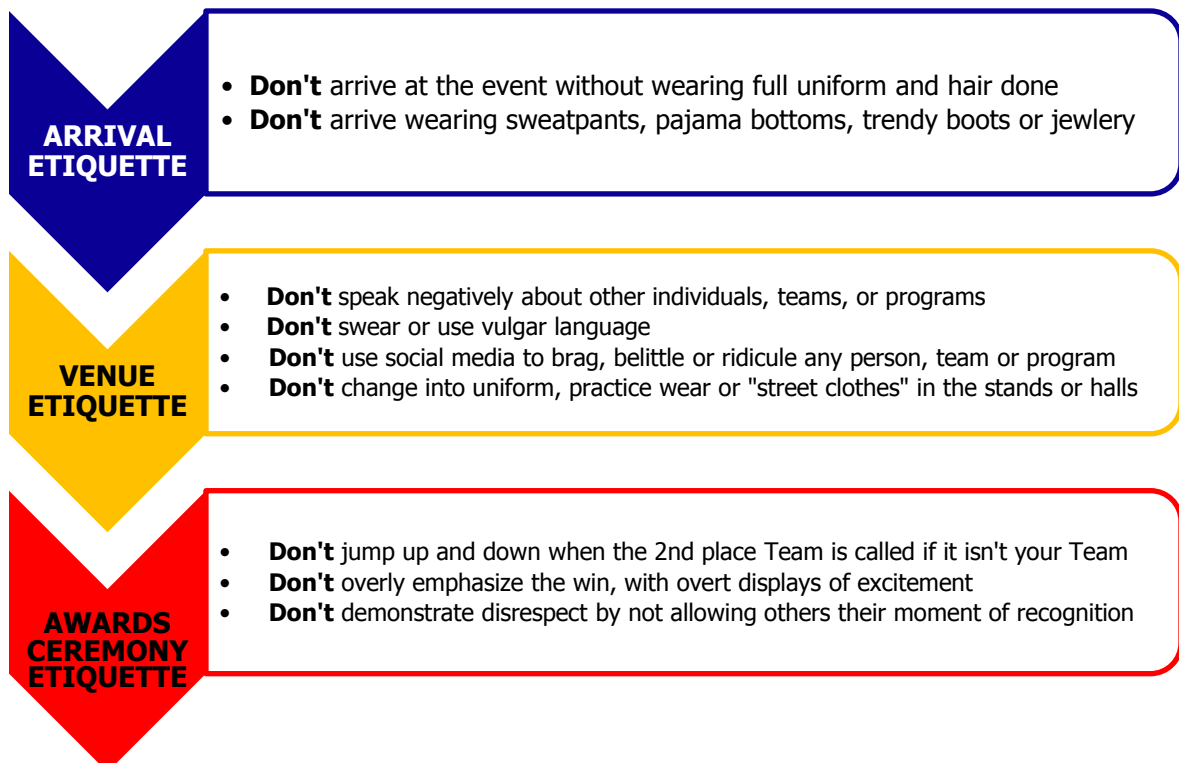 ARRIVAL
ETIQUETTE
• Don't arrive at the event without wearing full uniform and hair done
• Don't arrive wearing sweatpants, pajama bottoms, trendy boots or jewlery
VENUE
ETIQUETTE
• Don't speak negatively about other individuals, teams, or programs
• Don't swear or use vulgar language
• Don't use social media to brag, belittle or ridicule any person, team or program
• Don't change into uniform, practice wear or "street clothes" in the stands or halls
AWARDS
CEREMONY
ETIQUETTE
• Don't jump up and down when the 2nd place Team is called if it isn't your Team
• Don't overly emphasize the win, with overt displays of excitement
• Don't demonstrate disrespect by not allowing others their moment of recognition